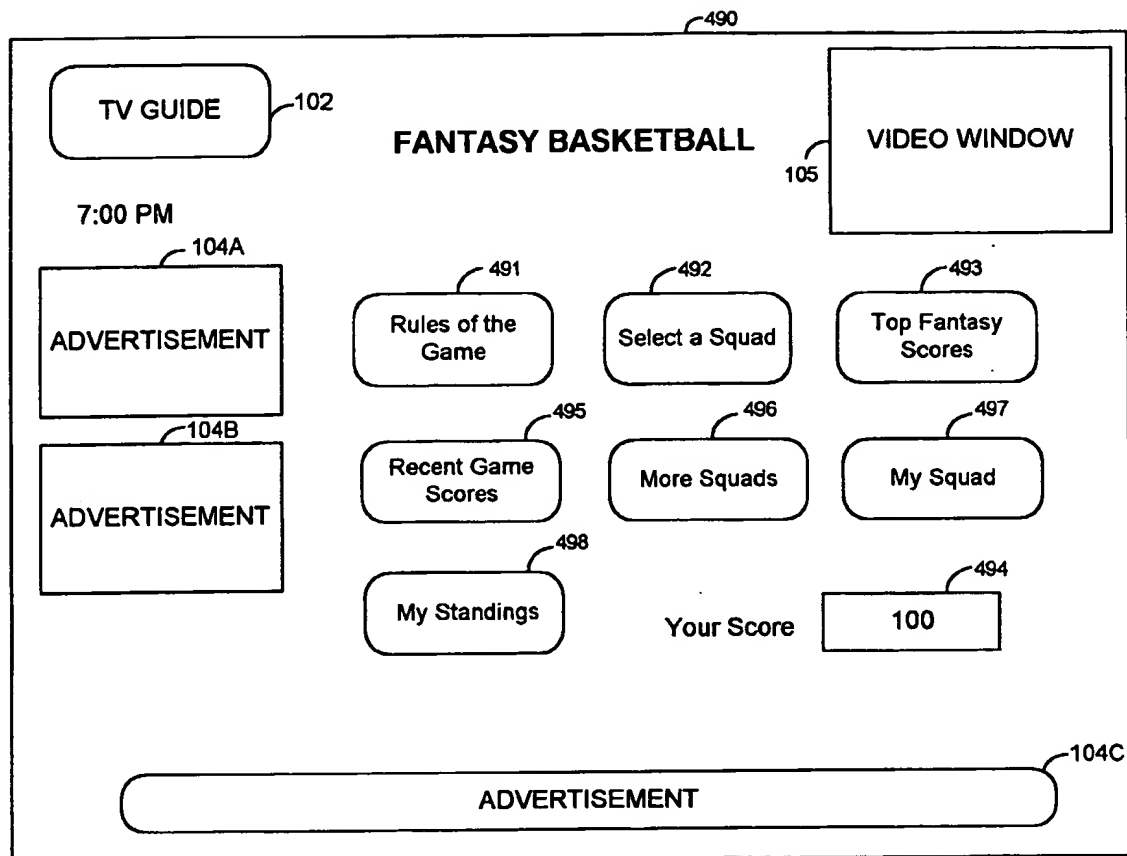 490
TV GUIDE
102
FANTASY BASKETBALL
VIDEO WINDOW
105
7:00 PM
104A
ADVERTISEMENT
104B
ADVERTISEMENT
491
Rules of the
Game
492
Select a Squad
493
Top Fantasy
Scores
495
Recent Game
Scores
496
More Squads
497
My Squad
498
My Standings
Your Score
494
100
104C
ADVERTISEMENT